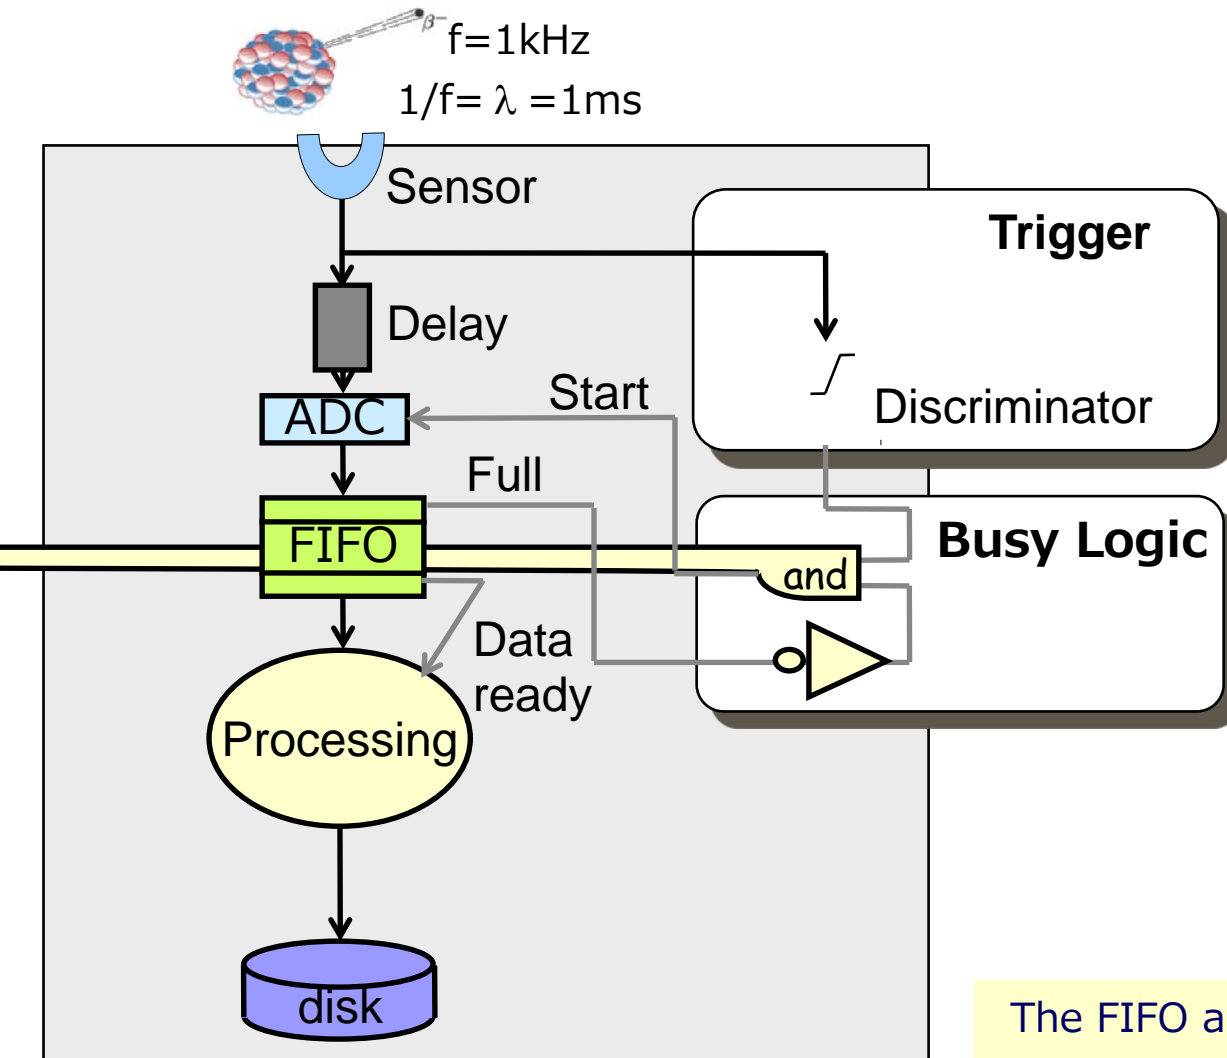 β⁻
f=1kHz
1/f= λ =1ms
Sensor
Trigger
Delay
Start
ADC
Discriminator
Full
FIFO
Busy Logic
and
Data
ready
Processing
disk
The FIFO a